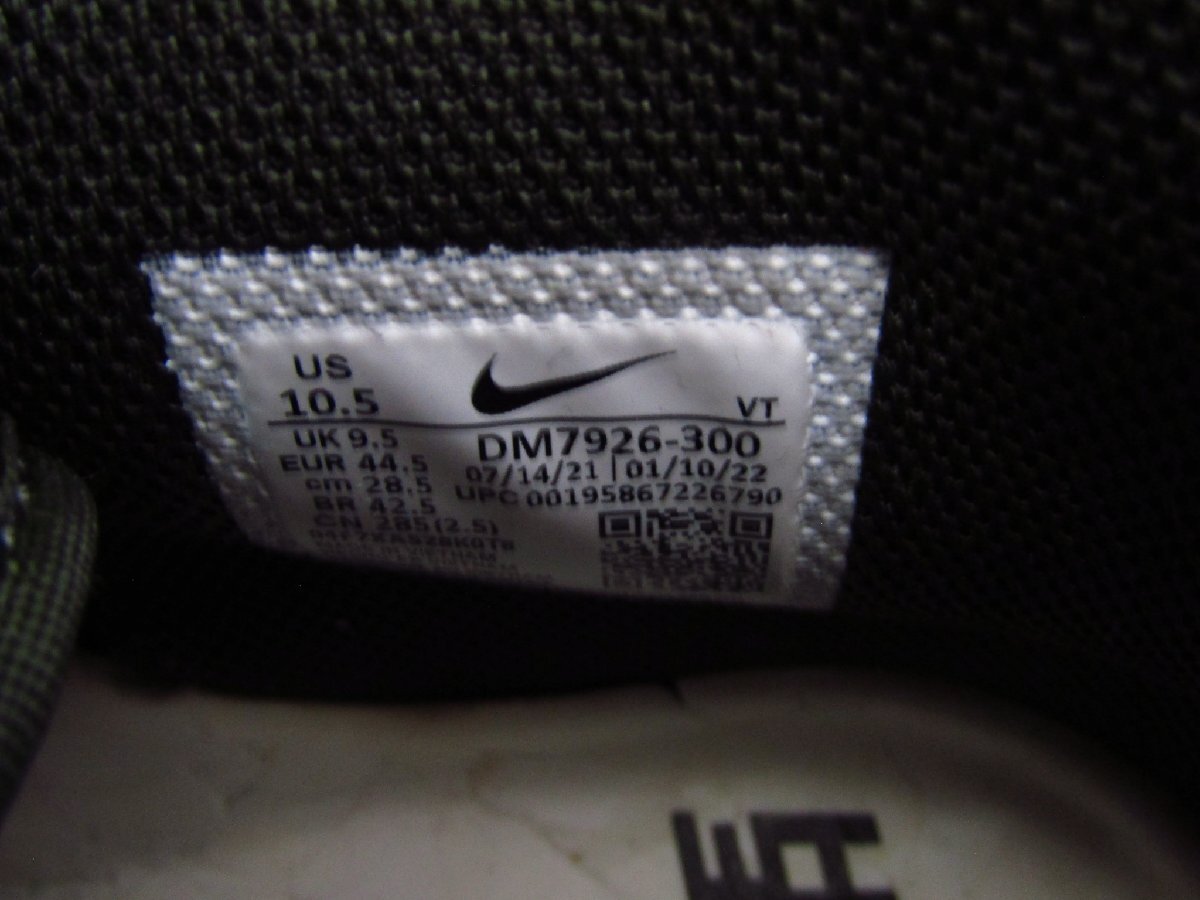 US
10.5
VT
UK 9.5
DM7926-300
EUR 44.5
07/14/21 | 01/10/22
cm 28.5
UPC 00195867226790
BR 42.5
CN 285(2.5)